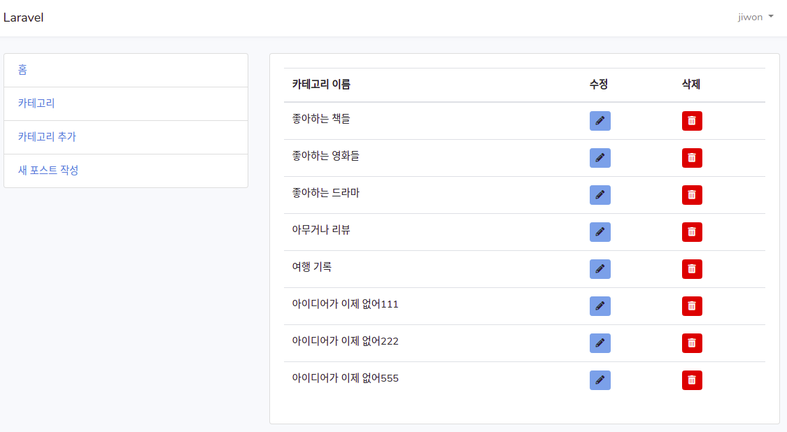 Laravel
jiwon
홈
카테고리
카테고리 추가
새 포스트 작성
카테고리 이름 수정 삭제
좋아하는 책들
좋아하는 영화들
좋아하는 드라마
아무거나 리뷰
여행 기록
아이디어가 이제 없어111
아이디어가 이제 없어222
아이디어가 이제 없어555